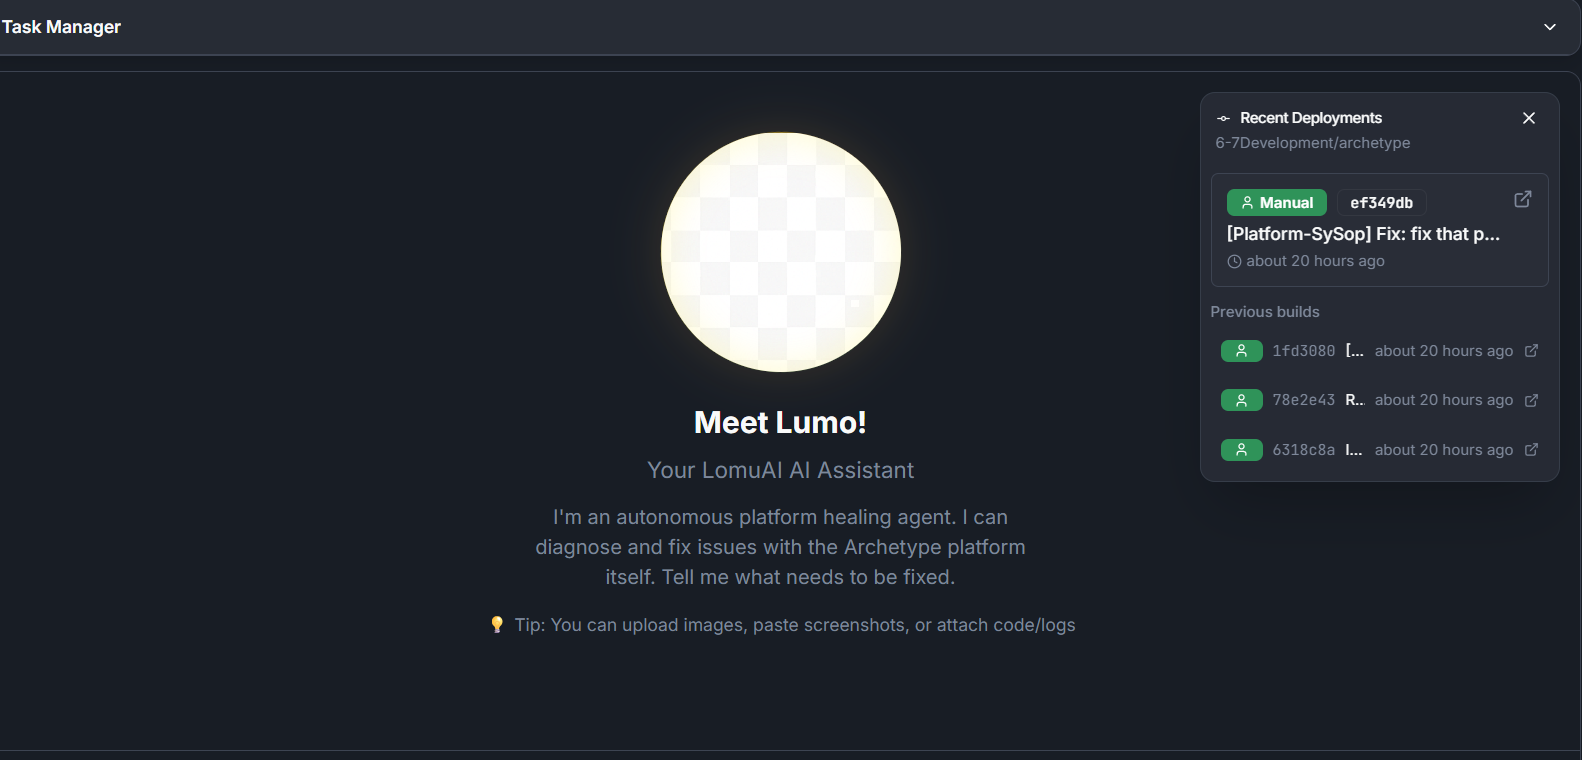 Task Manager
Recent Deployments
6-7Development/archetype
Manual
ef349db
[Platform-SySop] Fix: fix that p...
about 20 hours ago
Previous builds
1fd3080 [... about 20 hours ago
78e2e43 R... about 20 hours ago
6318c8a I... about 20 hours ago
Meet Lumo!
Your LomuAI AI Assistant
I'm an autonomous platform healing agent. I can
diagnose and fix issues with the Archetype platform
itself. Tell me what needs to be fixed.
Tip: You can upload images, paste screenshots, or attach code/logs